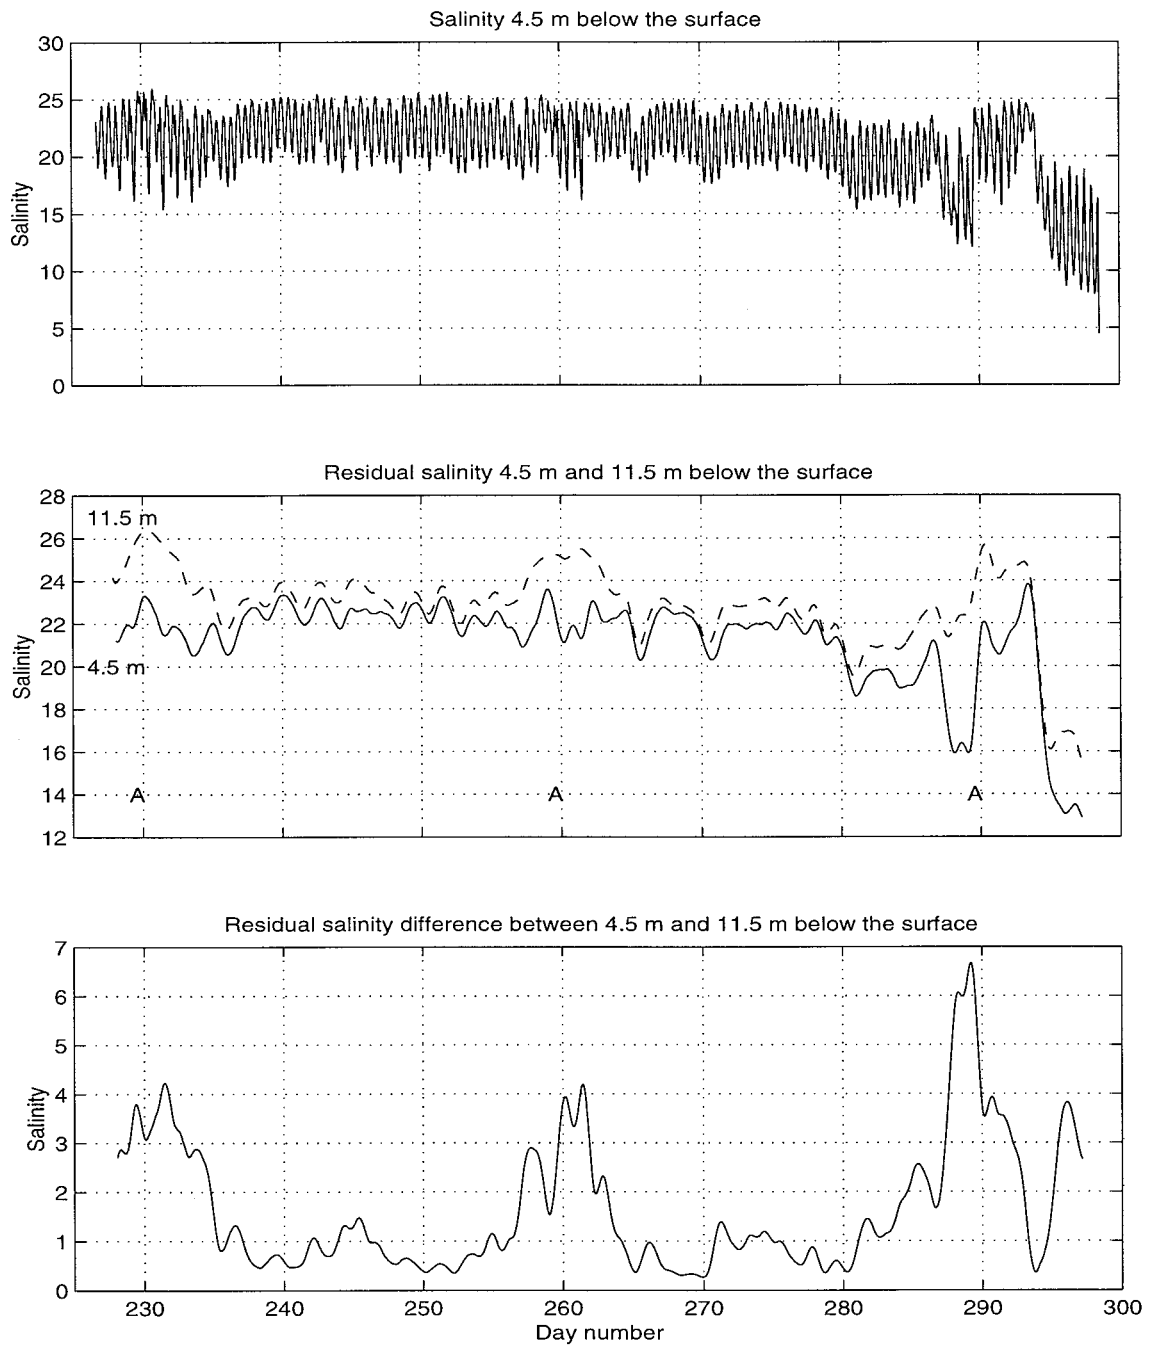 Salinity 4.5 m below the surface
30
25
20
15
10
5
0
Salinity
Residual salinity 4.5 m and 11.5 m below the surface
28
26
24
22
20
18
16
14
12
Salinity
11.5 m
4.5 m
A A A
Residual salinity difference between 4.5 m and 11.5 m below the surface
7
6
5
4
3
2
1
0
Salinity
230 240 250 260 270 280 290 300
Day number